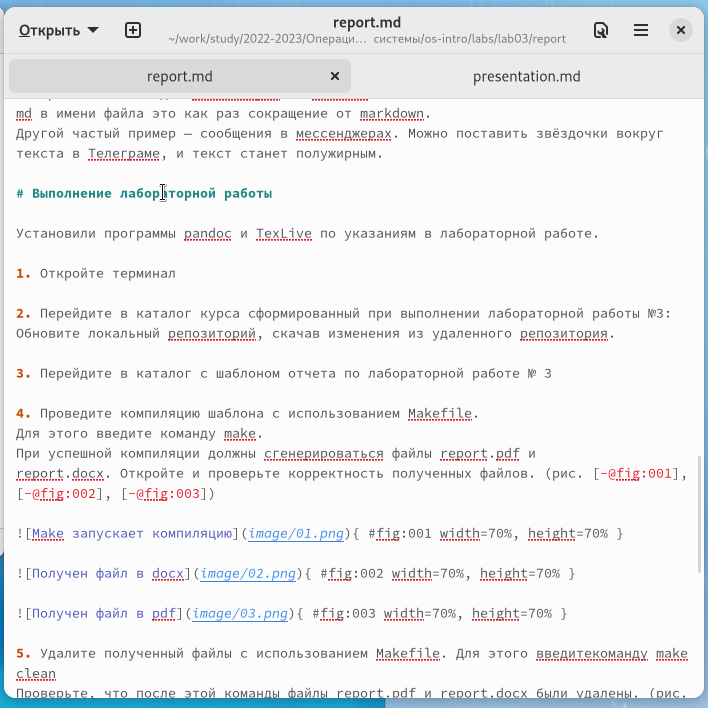 Открыть
report.md
~/work/study/2022-2023/Операци… системы/os-intro/labs/lab03/report
report.md
presentation.md
md в имени файла это как раз сокращение от markdown.
Другой частый пример — сообщения в мессенджерах. Можно поставить звёздочки вокруг
текста в Телеграме, и текст станет полужирным.
# Выполнение лабораторной работы
Установили программы pandoc и TexLive по указаниям в лабораторной работе.
1. Откройте терминал
2. Перейдите в каталог курса сформированный при выполнении лабораторной работы №3:
Обновите локальный репозиторий, скачав изменения из удаленного репозитория.
3. Перейдите в каталог с шаблоном отчета по лабораторной работе № 3
4. Проведите компиляцию шаблона с использованием Makefile.
Для этого введите команду make.
При успешной компиляции должны сгенерироваться файлы report.pdf и
report.docx. Откройте и проверьте корректность полученных файлов. (рис. [-@fig:001],
[-@fig:002], [-@fig:003])
![Make запускает компиляцию](image/01.png){ #fig:001 width=70%, height=70% }
![Получен файл в docx](image/02.png){ #fig:002 width=70%, height=70% }
![Получен файл в pdf](image/03.png){ #fig:003 width=70%, height=70% }
5. Удалите полученный файлы с использованием Makefile. Для этого введитекоманду make
clean
Проверьте, что после этой команды файлы report.pdf и report.docx были удалены. (рис.